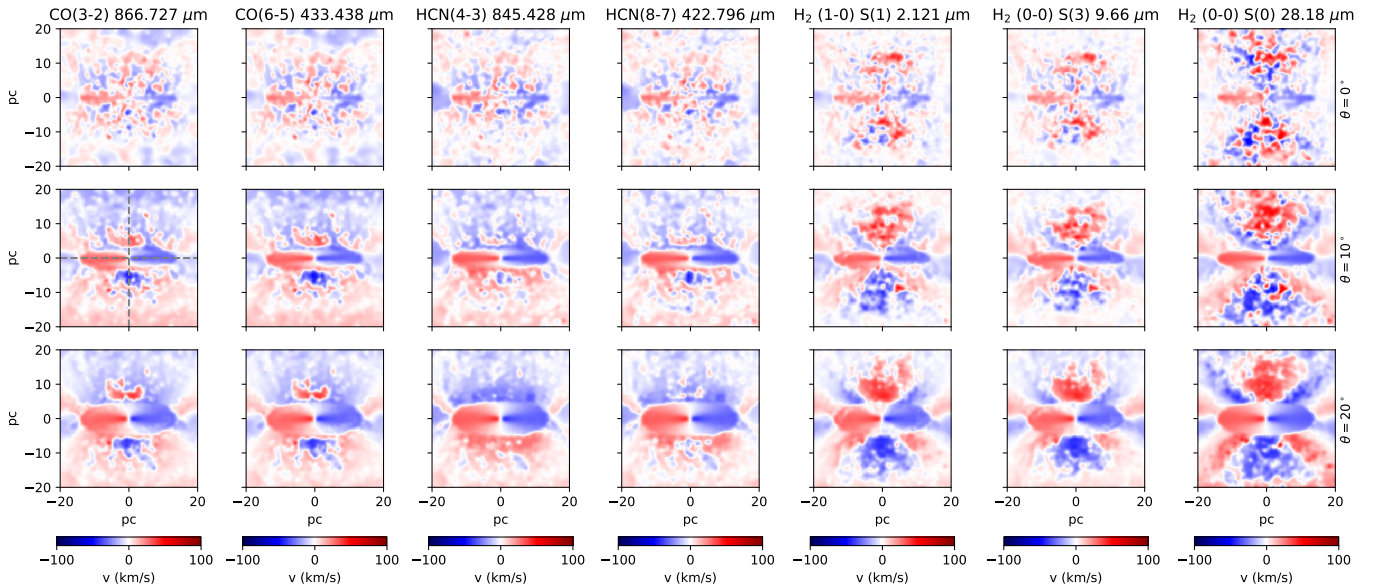 CO(3-2) 866.727 μm CO(6-5) 433.438 μm HCN(4-3) 845.428 μm HCN(8-7) 422.796 μm H₂ (1-0) S(1) 2.121 μm H₂ (0-0) S(3) 9.66 μm H₂ (0-0) S(0) 28.18 μm
20
10
0
−10
−20
pc
θ = 0°
20
10
0
−10
−20
pc
θ = 10°
20
10
0
−10
−20
θ = 20°
−20 0 20 −20 0 20 −20 0 20 −20 0 20 −20 0 20 −20 0 20 −20 0 20
pc pc pc pc pc pc pc
−100 0 100 −100 0 100 −100 0 100 −100 0 100 −100 0 100 −100 0 100 −100 0 100
v (km/s) v (km/s) v (km/s) v (km/s) v (km/s) v (km/s) v (km/s)